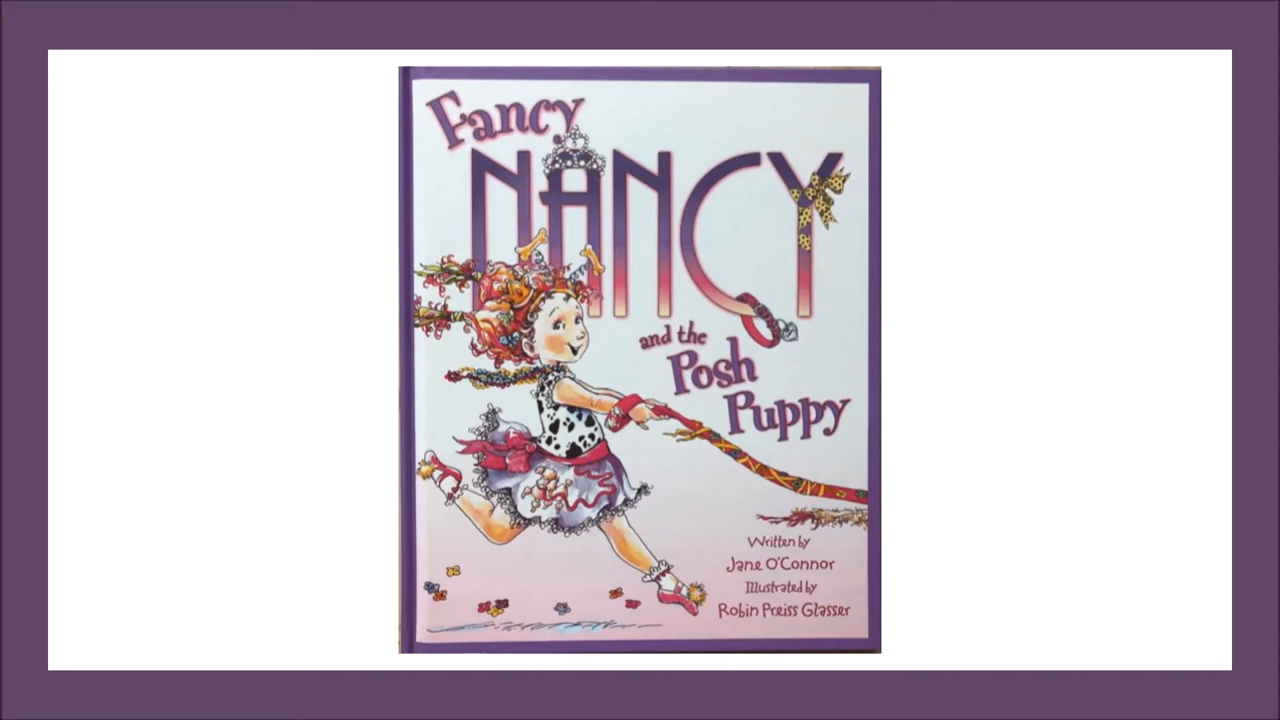 Fancy
NANCY
and the
Posh
Puppy
Written by
Jane O'Connor
Illustrated by
Robin Preiss Glasser